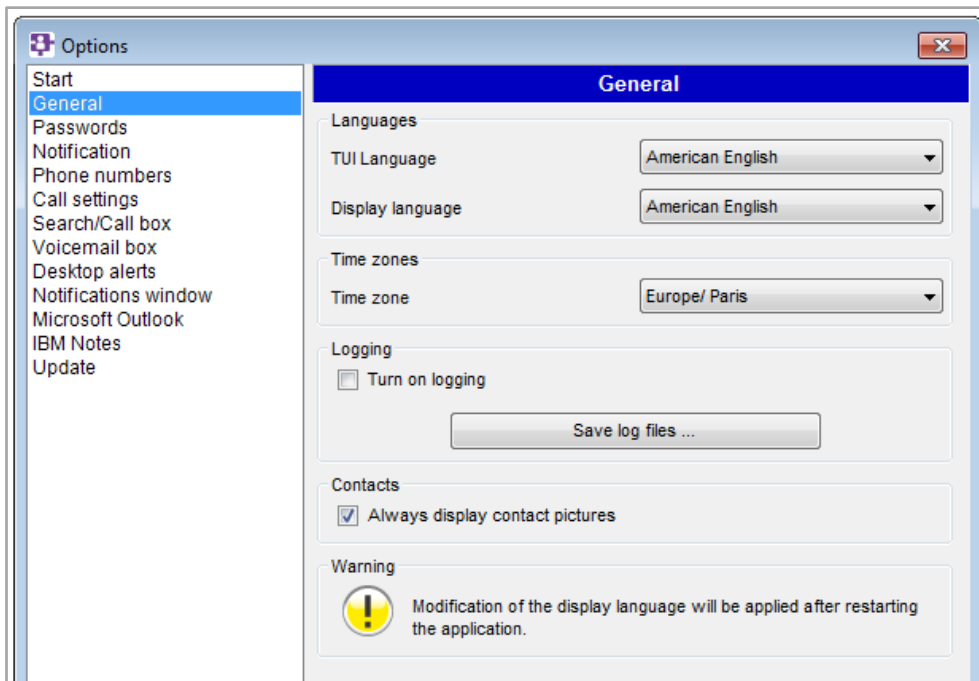 Options
Start
General
Passwords
Notification
Phone numbers
Call settings
Search/Call box
Voicemail box
Desktop alerts
Notifications window
Microsoft Outlook
IBM Notes
Update
General
Languages
TUI Language
American English
Display language
American English
Time zones
Time zone
Europe/ Paris
Logging
Turn on logging
Save log files ...
Contacts
Always display contact pictures
Warning
Modification of the display language will be applied after restarting
the application.